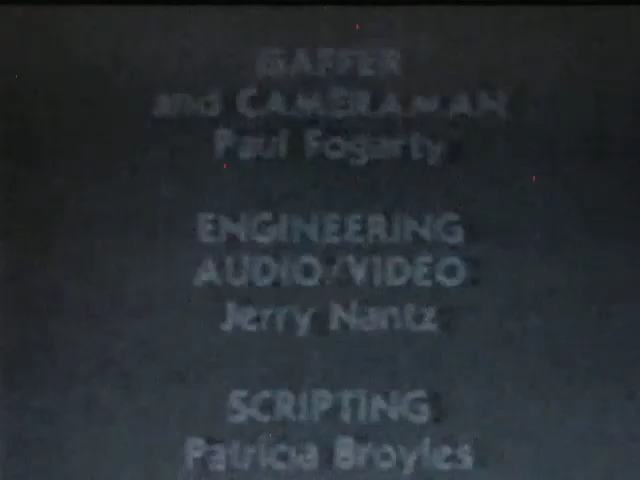 GAFFER
and CAMERAMAN
Paul Fogarty
ENGINEERING
AUDIO/VIDEO
Jerry Nantz
SCRIPTING
Patricia Broyles